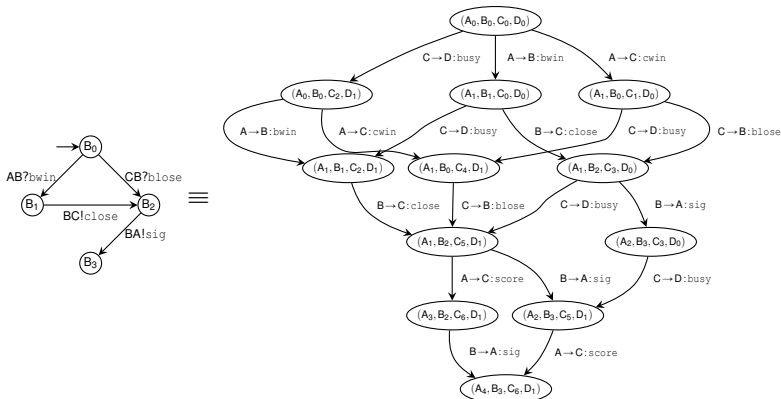 (A₀, B₀, C₀, D₀)
C→D:busy A→B:bwin A→C:cwin
(A₀, B₀, C₂, D₁) (A₁, B₁, C₀, D₀) (A₁, B₀, C₁, D₀)
A→B:bwin A→C:cwin C→D:busy B→C:close C→D:busy C→B:blose
B₀
AB?bwin CB?blose
(A₁, B₁, C₂, D₁) (A₁, B₀, C₄, D₁) (A₁, B₂, C₃, D₀)
B₁ B₂ ≡
BC!close
B→C:close C→B:blose C→D:busy B→A:sig
BA!sig
(A₁, B₂, C₅, D₁) (A₂, B₃, C₃, D₀)
B₃
A→C:score B→A:sig C→D:busy
(A₃, B₂, C₆, D₁) (A₂, B₃, C₅, D₁)
B→A:sig A→C:score
(A₄, B₃, C₆, D₁)